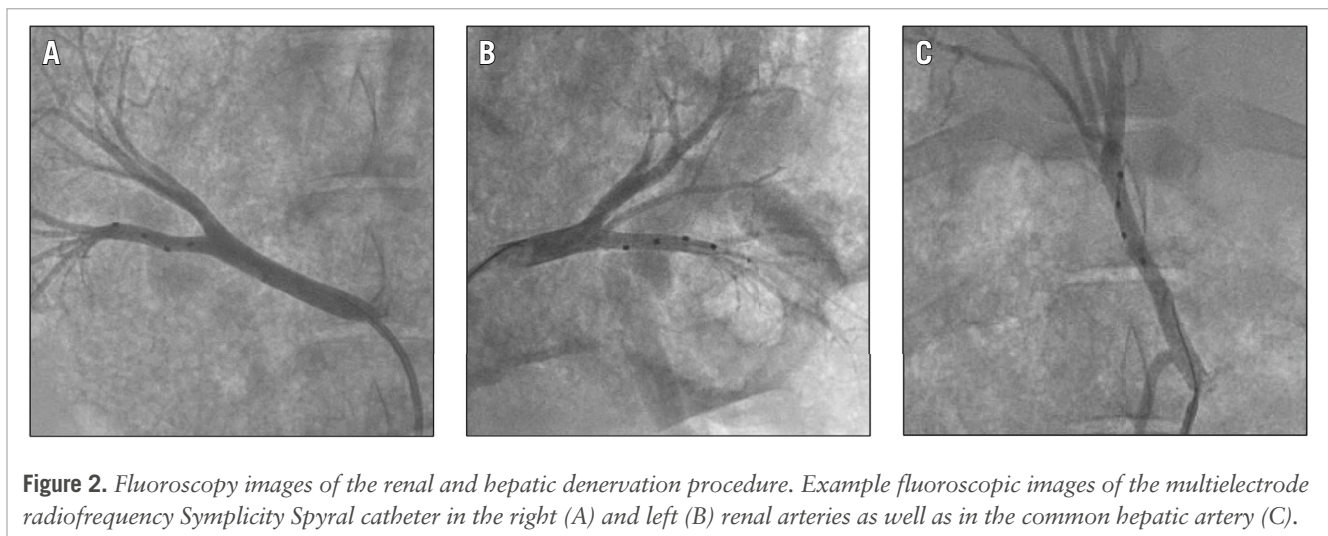 A
B
C
Figure 2. Fluoroscopy images of the renal and hepatic denervation procedure. Example fluoroscopic images of the multielectrode
radiofrequency Symplicity Spyral catheter in the right (A) and left (B) renal arteries as well as in the common hepatic artery (C).